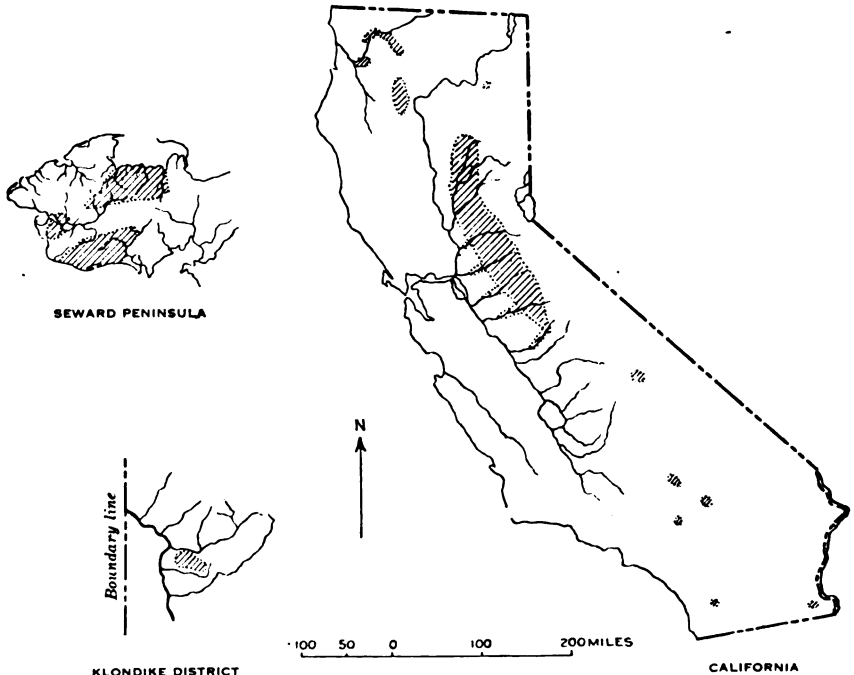 SEWARD PENINSULA
N
Boundary line
100 50 0 100 200 MILES
KLONDIKE DISTRICT
CALIFORNIA